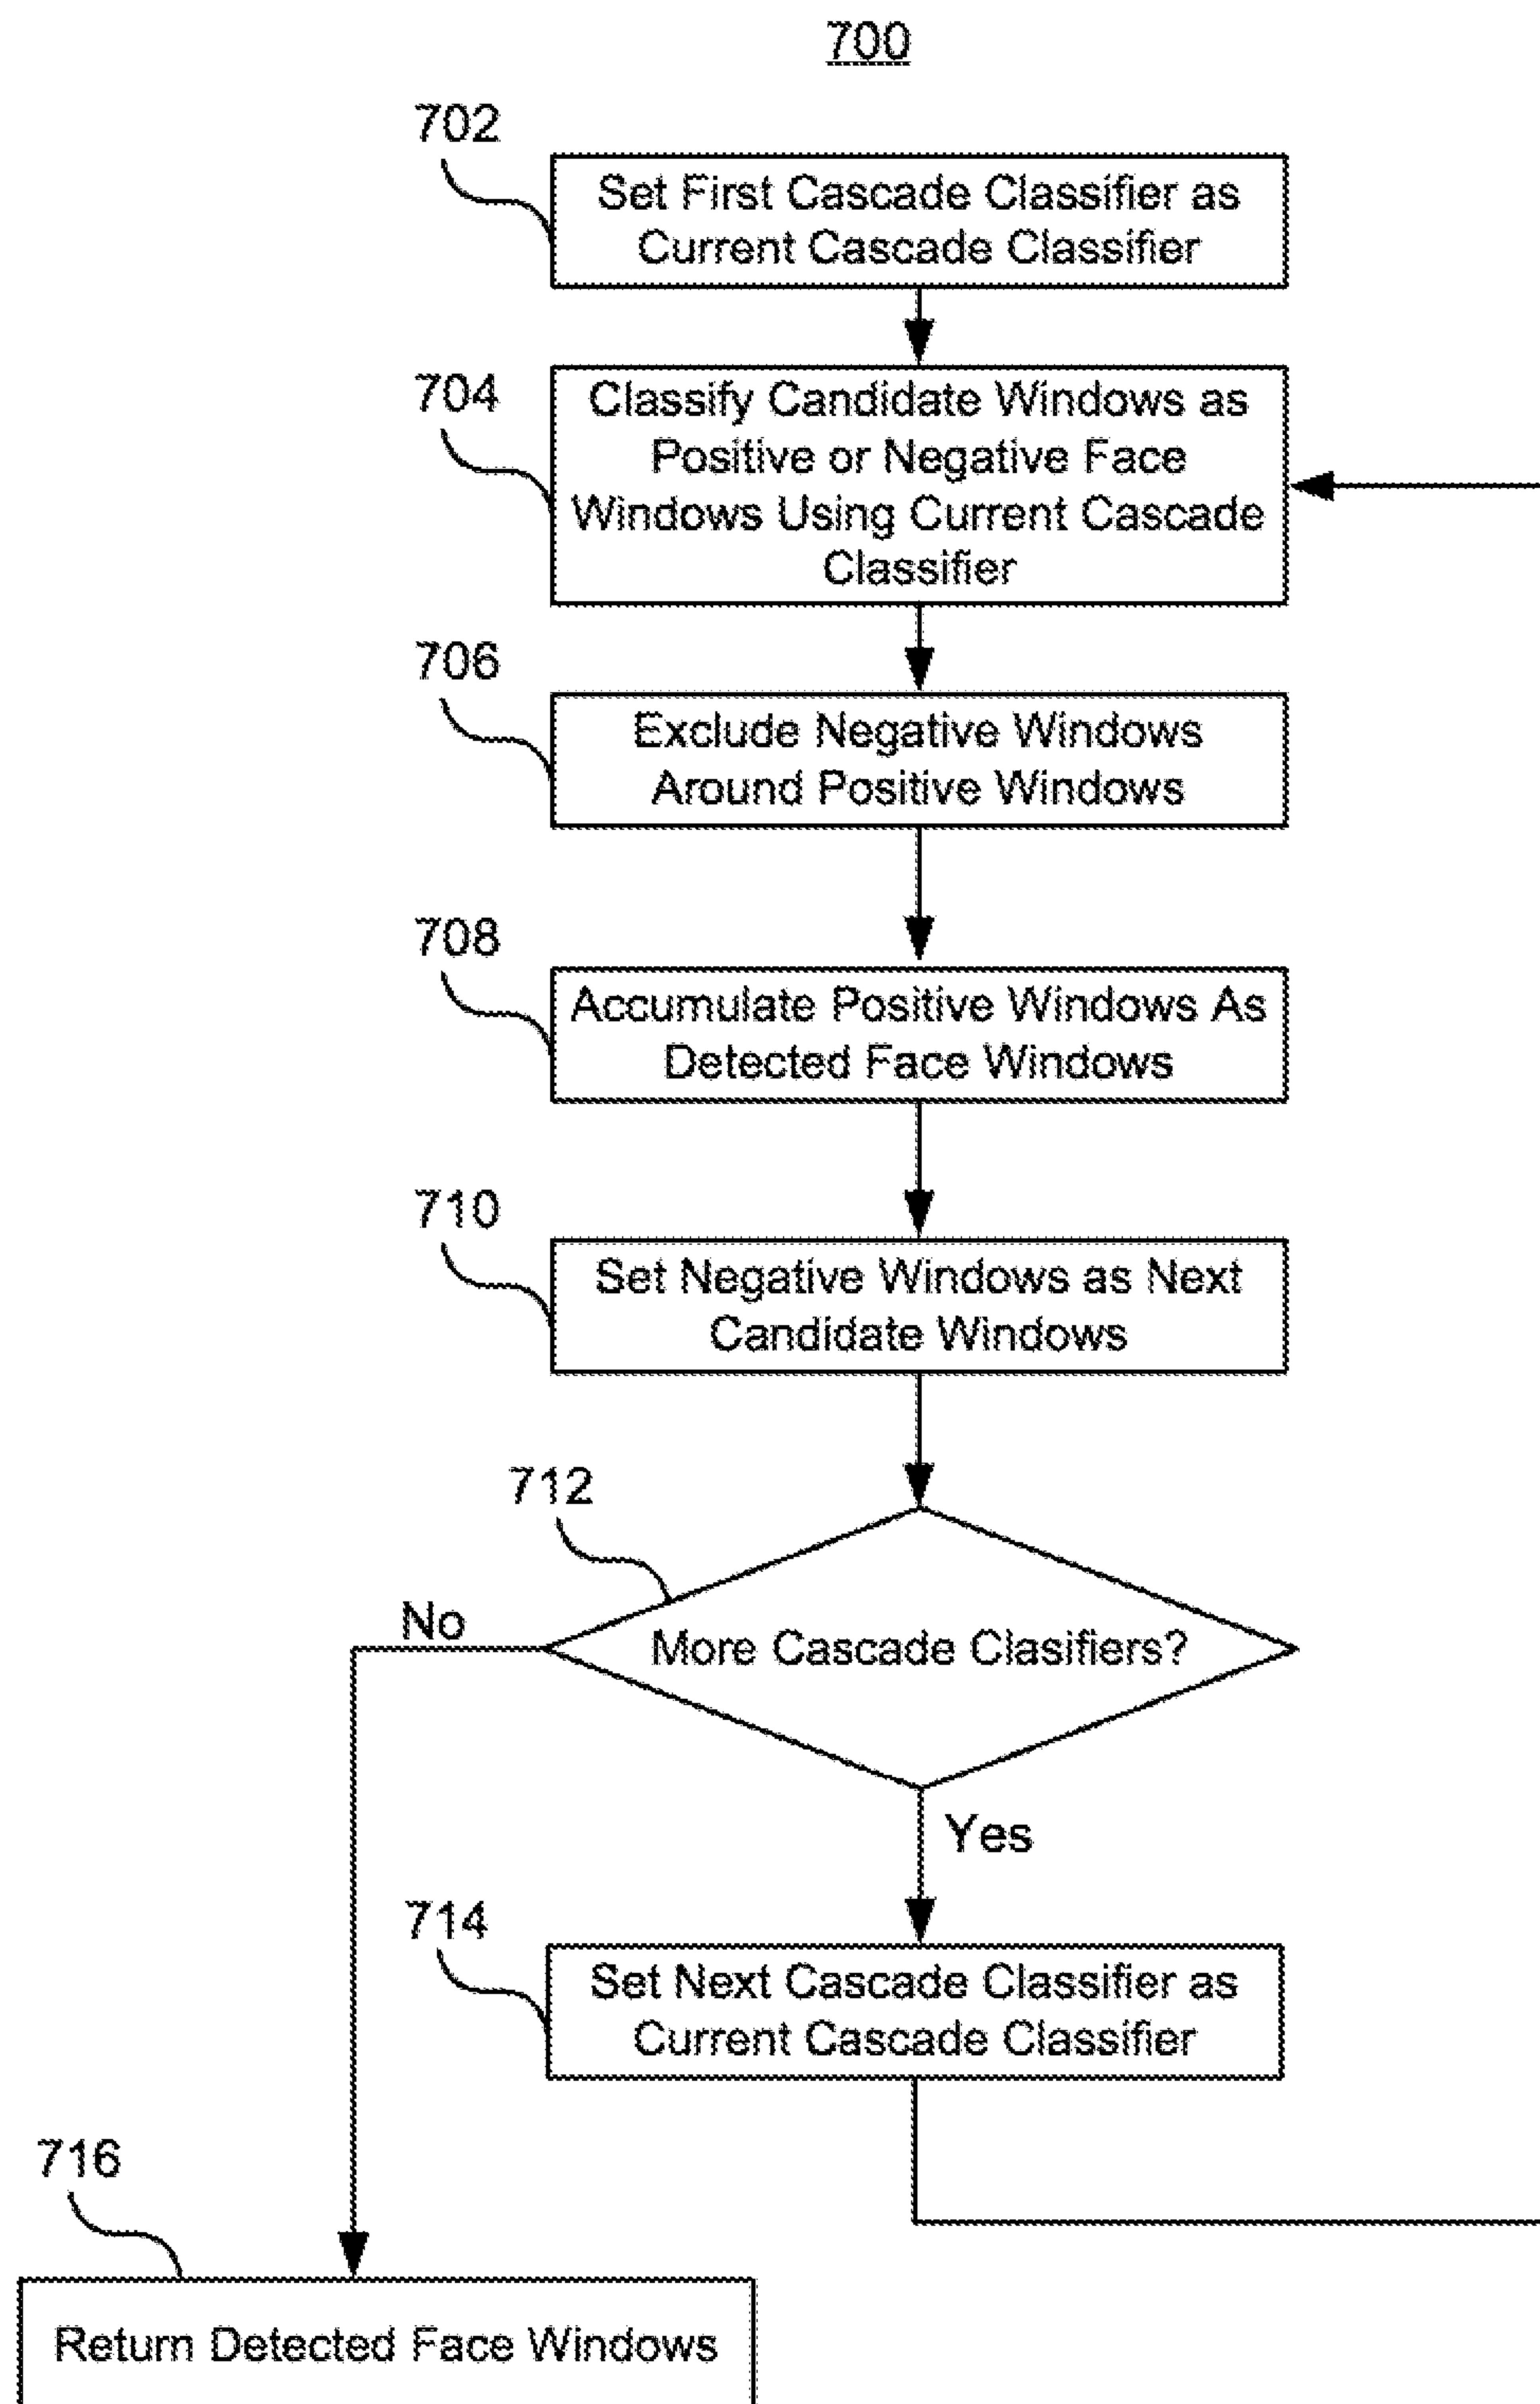 700
702
Set First Cascade Classifier as
Current Cascade Classifier
704
Classify Candidate Windows as
Positive or Negative Face
Windows Using Current Cascade
Classifier
706
Exclude Negative Windows
Around Positive Windows
708
Accumulate Positive Windows As
Detected Face Windows
710
Set Negative Windows as Next
Candidate Windows
712
No
More Cascade Clasifiers?
Yes
714
Set Next Cascade Classifier as
Current Cascade Classifier
716
Return Detected Face Windows